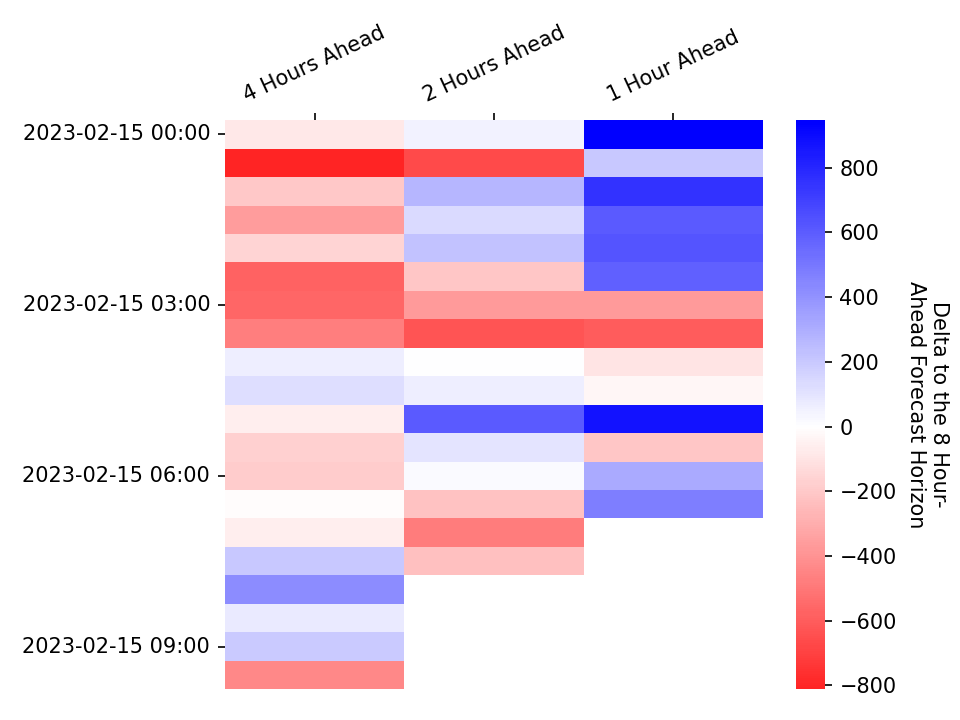 4 Hours Ahead
2 Hours Ahead
1 Hour Ahead
2023-02-15 00:00
2023-02-15 03:00
2023-02-15 06:00
2023-02-15 09:00
800
600
400
200
0
−200
−400
−600
−800
Delta to the 8 Hour-
Ahead Forecast Horizon